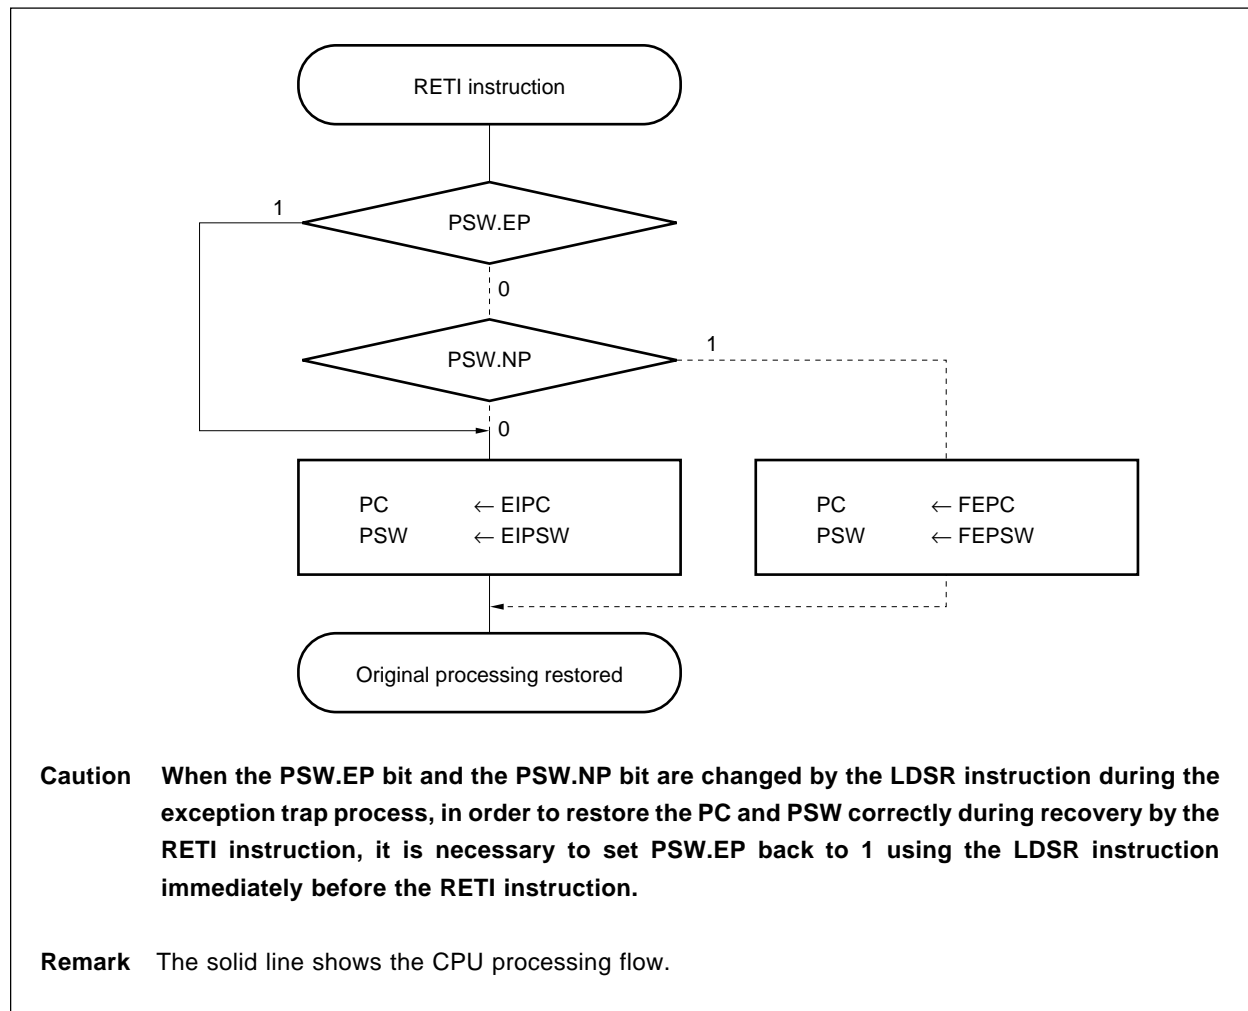 RETI instruction
1
PSW.EP
0
PSW.NP
1
0
PC ← EIPC
PSW ← EIPSW
PC ← FEPC
PSW ← FEPSW
Original processing restored
Caution When the PSW.EP bit and the PSW.NP bit are changed by the LDSR instruction during the
exception trap process, in order to restore the PC and PSW correctly during recovery by the
RETI instruction, it is necessary to set PSW.EP back to 1 using the LDSR instruction
immediately before the RETI instruction.
Remark The solid line shows the CPU processing flow.